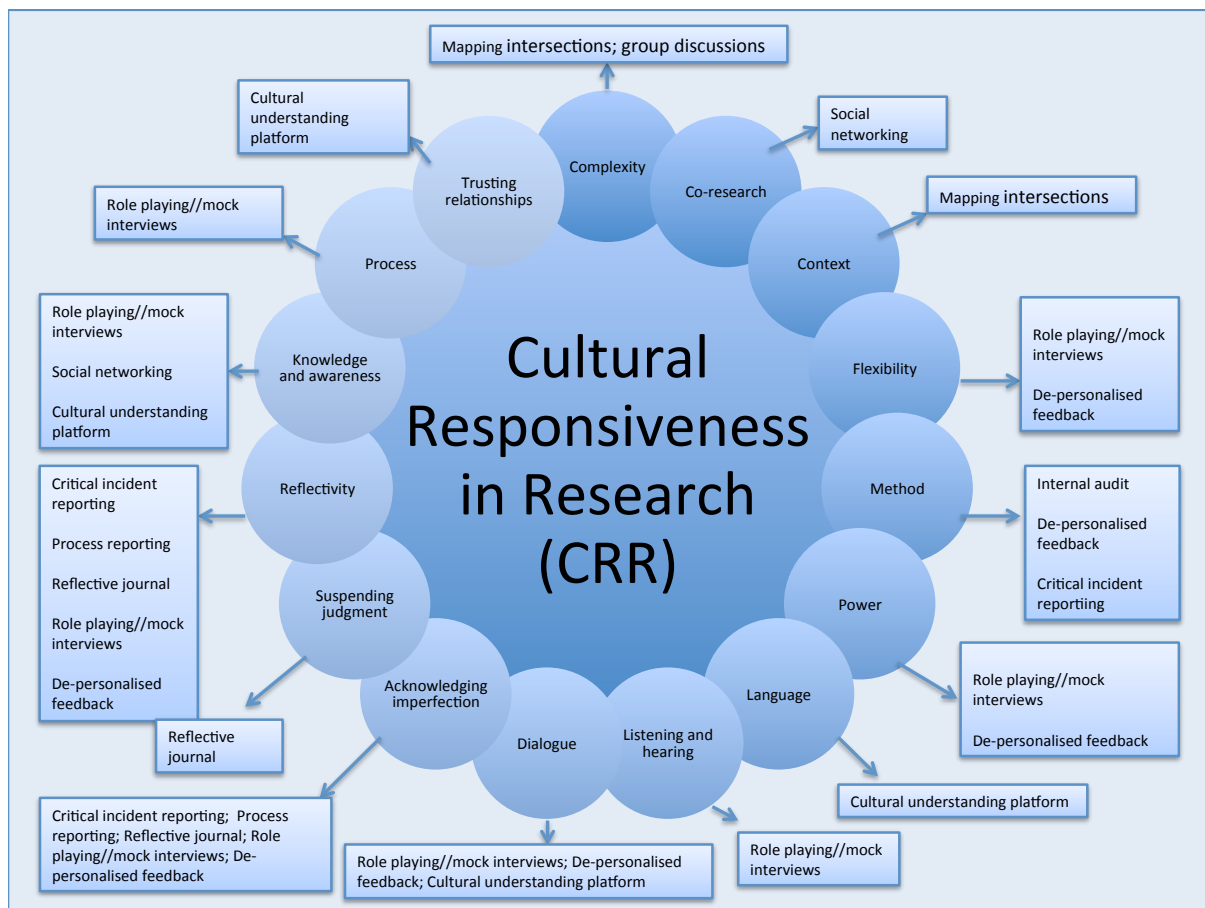 Mapping intersections; group discussions
Cultural
understanding
platform
Social
networking
Complexity
Co-research
Trusting
relationships
Mapping intersections
Role playing//mock
interviews
Process
Context
Role playing//mock
interviews
Social networking
Cultural understanding
platform
Knowledge
and awareness
Flexibility
Role playing//mock
interviews
De-personalised
feedback
Cultural
Responsiveness
in Research
(CRR)
Critical incident
reporting
Process reporting
Reflective journal
Role playing//mock
interviews
De-personalised
feedback
Reflectivity
Method
Internal audit
De-personalised
feedback
Critical incident
reportiing
Suspending
judgment
Power
Reflective
journal
Acknowledging
imperfection
Language
Role playing//mock
interviews
De-personalised feedback
Dialogue
Listening and
hearing
Cultural understanding platform
Critical incident reporting;  Process
reporting; Reflective journal; Role
playing//mock interviews; De-
personalised feedback
Role playing//mock interviews; De-personalised
feedback; Cultural understanding platform
Role playing//mock
interviews